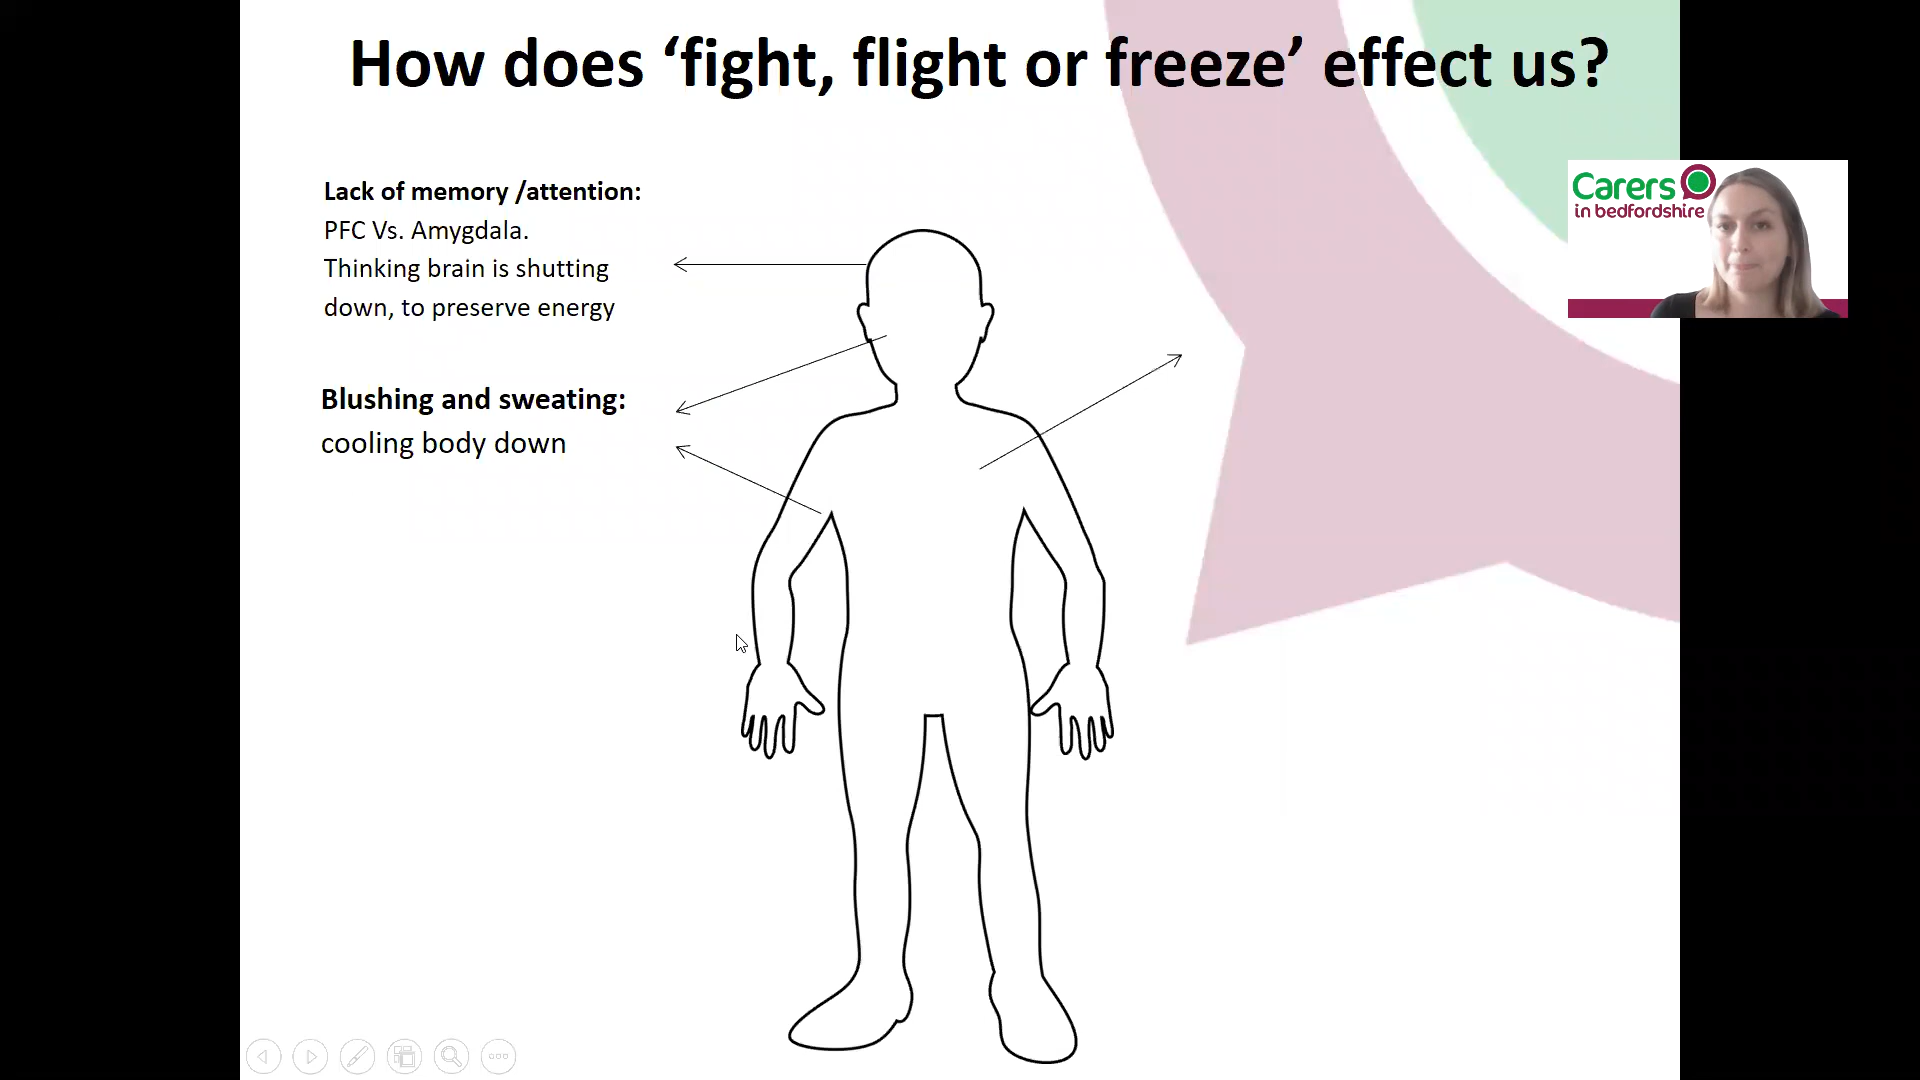 How does ‘fight, flight or freeze’ effect us?
Lack of memory /attention:
PFC Vs. Amygdala.
Thinking brain is shutting
down, to preserve energy
Blushing and sweating:
cooling body down
Carers
in bedfordshire